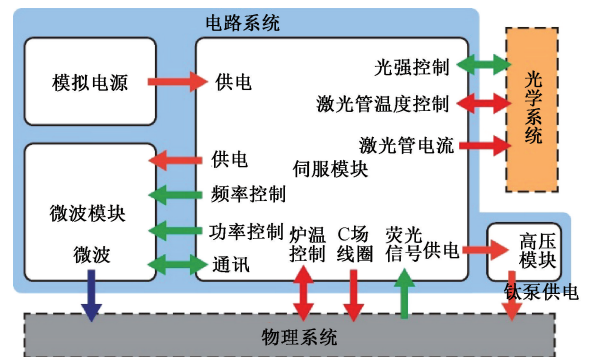 电路系统
模拟电源
供电
光强控制
激光管温度控制
激光管电流
光学系统
供电
伺服模块
频率控制
微波模块
功率控制
微波
通讯
炉温
控制
C场
线圈
荧光
信号
供电
高压
模块
钛泵供电
物理系统